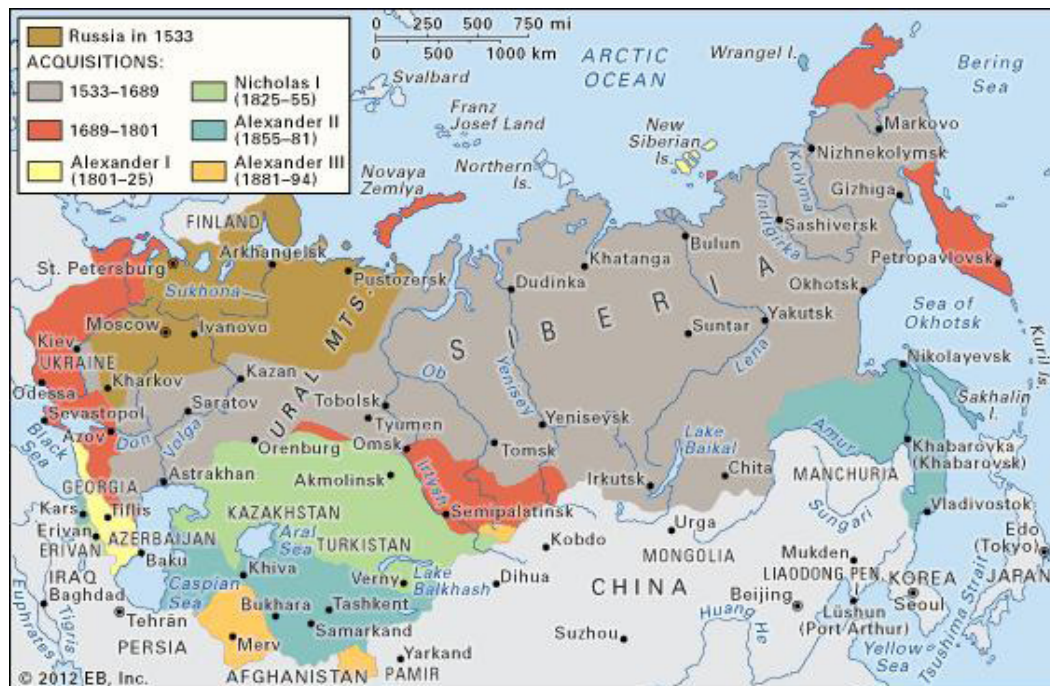 Russia in 1533
ACQUISITIONS:
1533–1689
1689–1801
Alexander I
(1801–25)
Nicholas I
(1825–55)
Alexander II
(1855–81)
Alexander III
(1881–94)
0 250 500 750 mi
0 500 1000 km
ARCTIC
OCEAN
Wrangel I.
Bering
Sea
Svalbard
Franz
Josef Land
New
Siberian
Is.
Northern
Is.
Novaya
Zemlya
Markovo
Nizhnekolymsk
Kolyma
Gizhiga
Indigirka
Sashiversk
FINLAND
Arkhangelsk
St. Petersburg
Pustozersk
Sukhona
Khatanga
Bulun
Dudinka
Petropavlovsk
Okhotsk
Sea of
Okhotsk
Kuril Is.
Moscow
Ivanovo
URAL MTS.
SIBERIA
Suntar
Yakutsk
Lena
Kiev
UKRAINE
Kharkov
Kazan
Ob
Yenisey
Nikolayevsk
Sakhalin
I.
Odessa
Sevastopol
Saratov
Tobolsk
Tyumen
Yeniseysk
Black
Sea
Azov
Don
Volga
Orenburg
Omsk
Tomsk
Lake
Baikal
Amur
Khabarovka
(Khabarovsk)
Astrakhan
Akmolinsk
Irtysh
Irkutsk
Chita
MANCHURIA
GEORGIA
Kars
Tiflis
KAZAKHSTAN
Semipalatinsk
Sungari
Vladivostok
Erivan
ERIVAN
AZERBAIJAN
Aral
Sea
TURKISTAN
Kobdo
Urga
MONGOLIA
Edo
(Tokyo)
Baku
Khiva
Verny
Lake
Balkhash
Dihua
CHINA
Mukden
LIAODONG PEN.
KOREA
JAPAN
IRAQ
Baghdad
Caspian
Sea
Bukhara
Tashkent
Beijing
Seoul
Tehrān
Samarkand
Lüshun
(Port Arthur)
Tsushima Strait
Euphrates
Tigris
PERSIA
Merv
Suzhou
Huang He
Yellow
Sea
Yarkand
AFGHANISTAN
PAMIR
© 2012 EB, Inc.